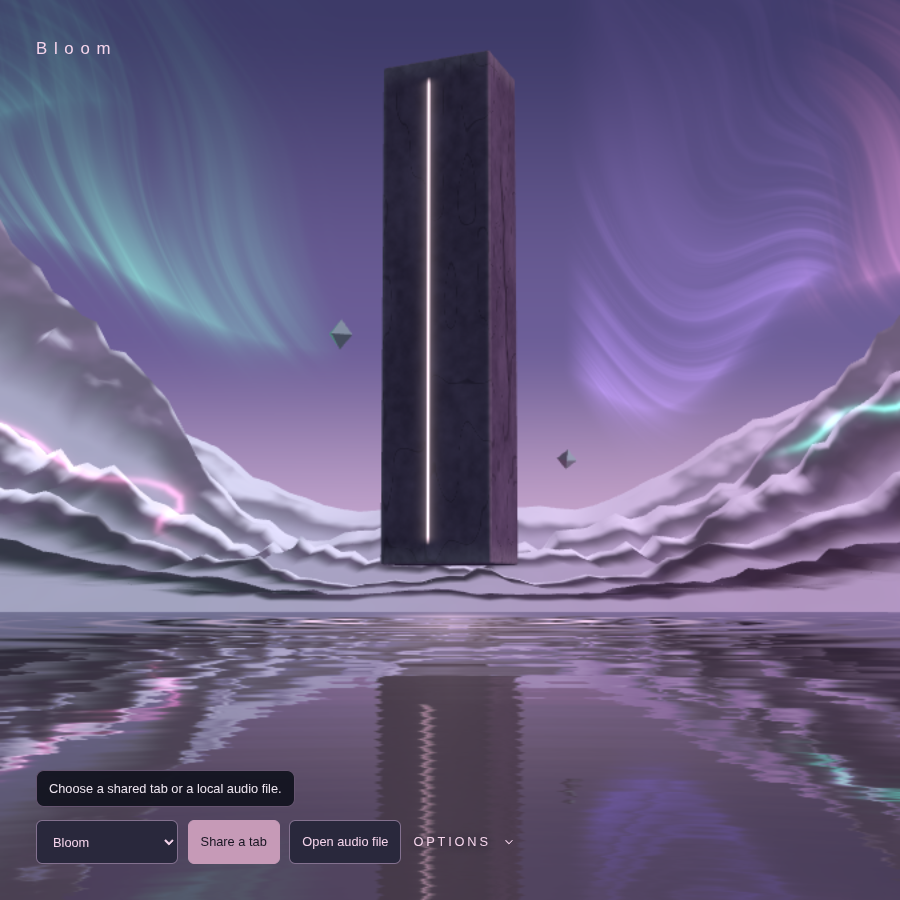 Bloom
Choose a shared tab or a local audio file.
Bloom
Share a tab
Open audio file
OPTIONS